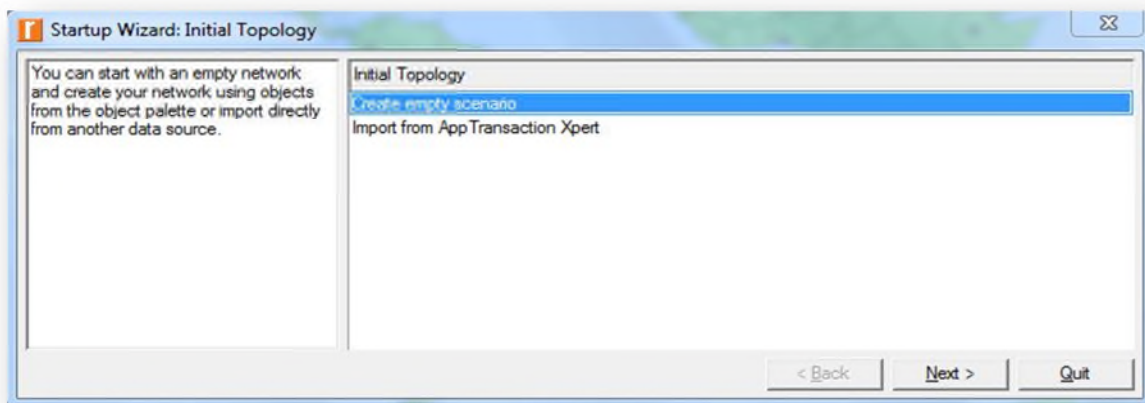 Startup Wizard: Initial Topology
You can start with an empty network
and create your network using objects
from the object palette or import directly
from another data source.
Initial Topology
Create empty scenario
Import from AppTransaction Xpert
< Back
Next >
Quit